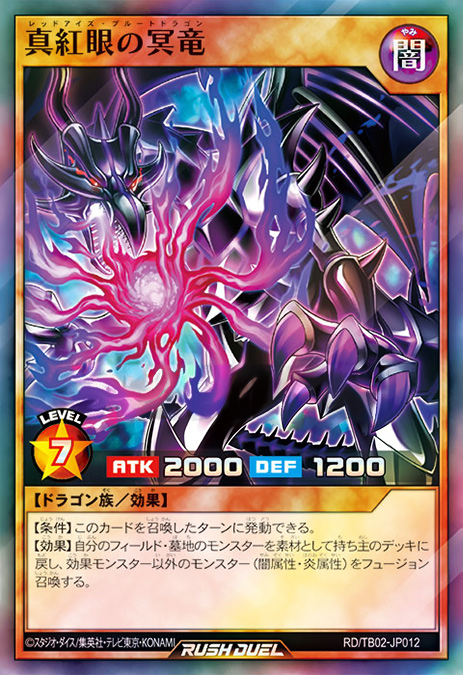 レッドアイズ・ブルートドラゴン
真紅眼の冥竜
やみ
闇
LEVEL
7
ATK 2000 DEF 1200
【ドラゴン族／効果】
【条件】このカードを召喚したターンに発動できる。
【効果】自分のフィールド・墓地のモンスターを素材として持ち主のデッキに
戻し、効果モンスター以外のモンスター（闇属性・炎属性）をフュージョン
召喚する。
©スタジオ・ダイス/集英社・テレビ東京・KONAMI
RUSH DUEL
RD/TB02-JP012